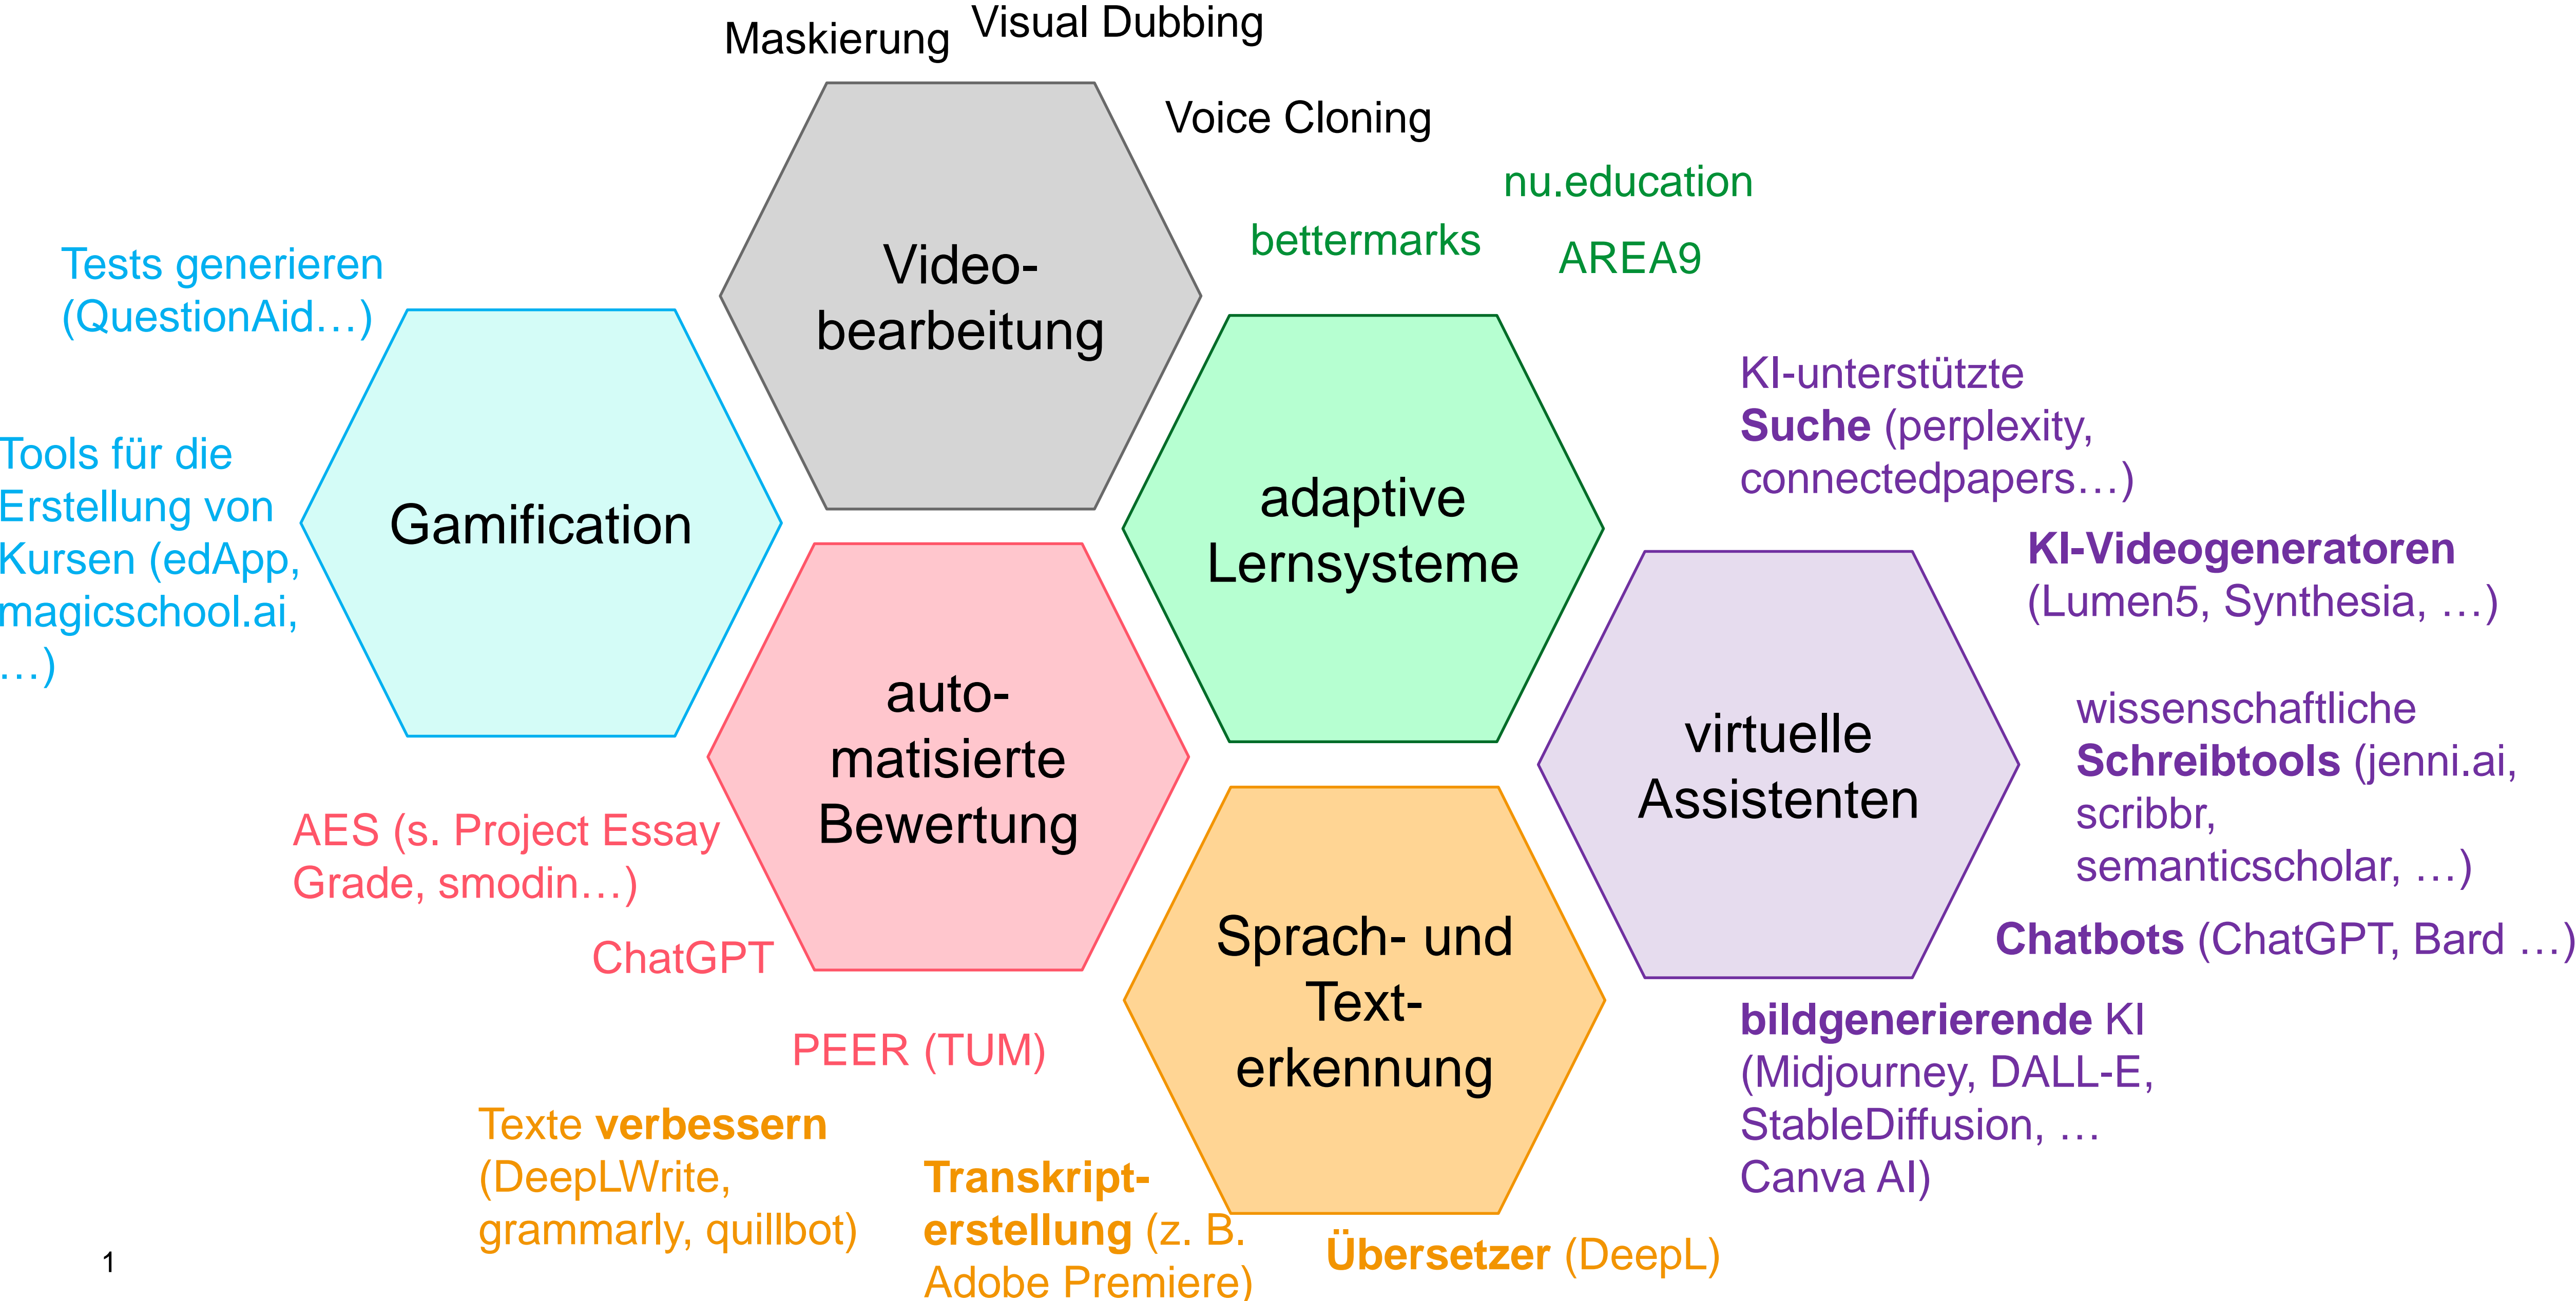 Maskierung
Visual Dubbing
Voice Cloning
Video-
bearbeitung
nu.education
bettermarks
AREA9
adaptive
Lernsysteme
Tests generieren
(QuestionAid…)
Tools für die
Erstellung von
Kursen (edApp,
magicschool.ai,
…)
Gamification
auto-
matisierte
Bewertung
AES (s. Project Essay
Grade, smodin…)
ChatGPT
PEER (TUM)
KI-unterstützte
Suche (perplexity,
connectedpapers…)
KI-Videogeneratoren
(Lumen5, Synthesia, …)
virtuelle
Assistenten
wissenschaftliche
Schreibtools (jenni.ai,
scribbr,
semanticscholar, …)
Chatbots (ChatGPT, Bard …)
bildgenerierende KI
(Midjourney, DALL-E,
StableDiffusion, …
Canva AI)
Sprach- und
Text-
erkennung
Texte verbessern
(DeepLWrite,
grammarly, quillbot)
Transkript-
erstellung (z. B.
Adobe Premiere)
Übersetzer (DeepL)
1